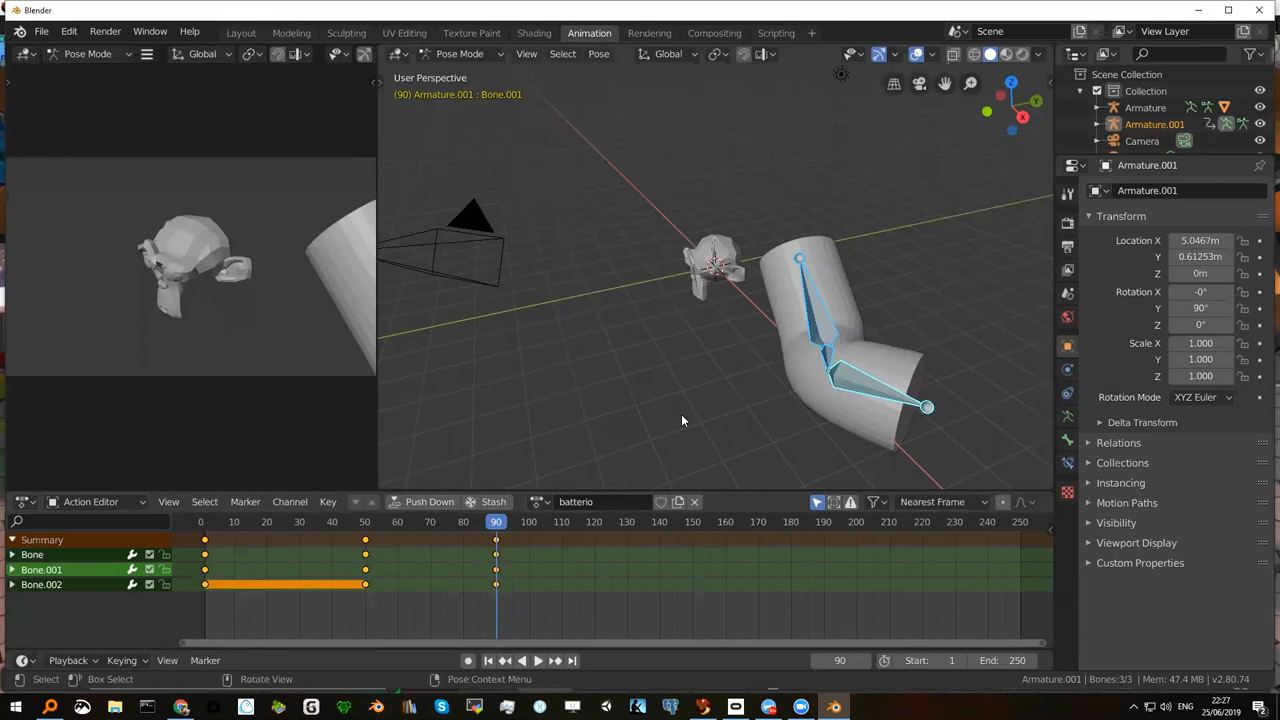 Blender
File Edit Render Window Help Layout Modeling Sculpting UV Editing Texture Paint Shading Animation Rendering Compositing Scripting + Scene View Layer
Pose Mode Global Pose Mode View Select Pose Global
User Perspective
(90) Armature.001 : Bone.001
Z
Y
X
Scene Collection
Collection
Armature
Armature.001
Camera
Armature.001
Armature.001
Transform
Location X 5.0467m
Y 0.61253m
Z 0m
Rotation X -0°
Y 90°
Z 0°
Scale X 1.000
Y 1.000
Z 1.000
Rotation Mode XYZ Euler
Delta Transform
Relations
Collections
Instancing
Motion Paths
Visibility
Viewport Display
Custom Properties
Action Editor View Select Marker Channel Key Push Down Stash batterio Nearest Frame
0 10 20 30 40 50 60 70 80 90 100 110 120 130 140 150 160 170 180 190 200 210 220 230 240 250
Summary
Bone
Bone.001
Bone.002
Playback Keying View Marker 90 Start: 1 End: 250
Select Box Select Rotate View Pose Context Menu Armature.001 | Bones:3/3 | Mem: 47.4 MB | v2.80.74
ENG
22:27
25/06/2019